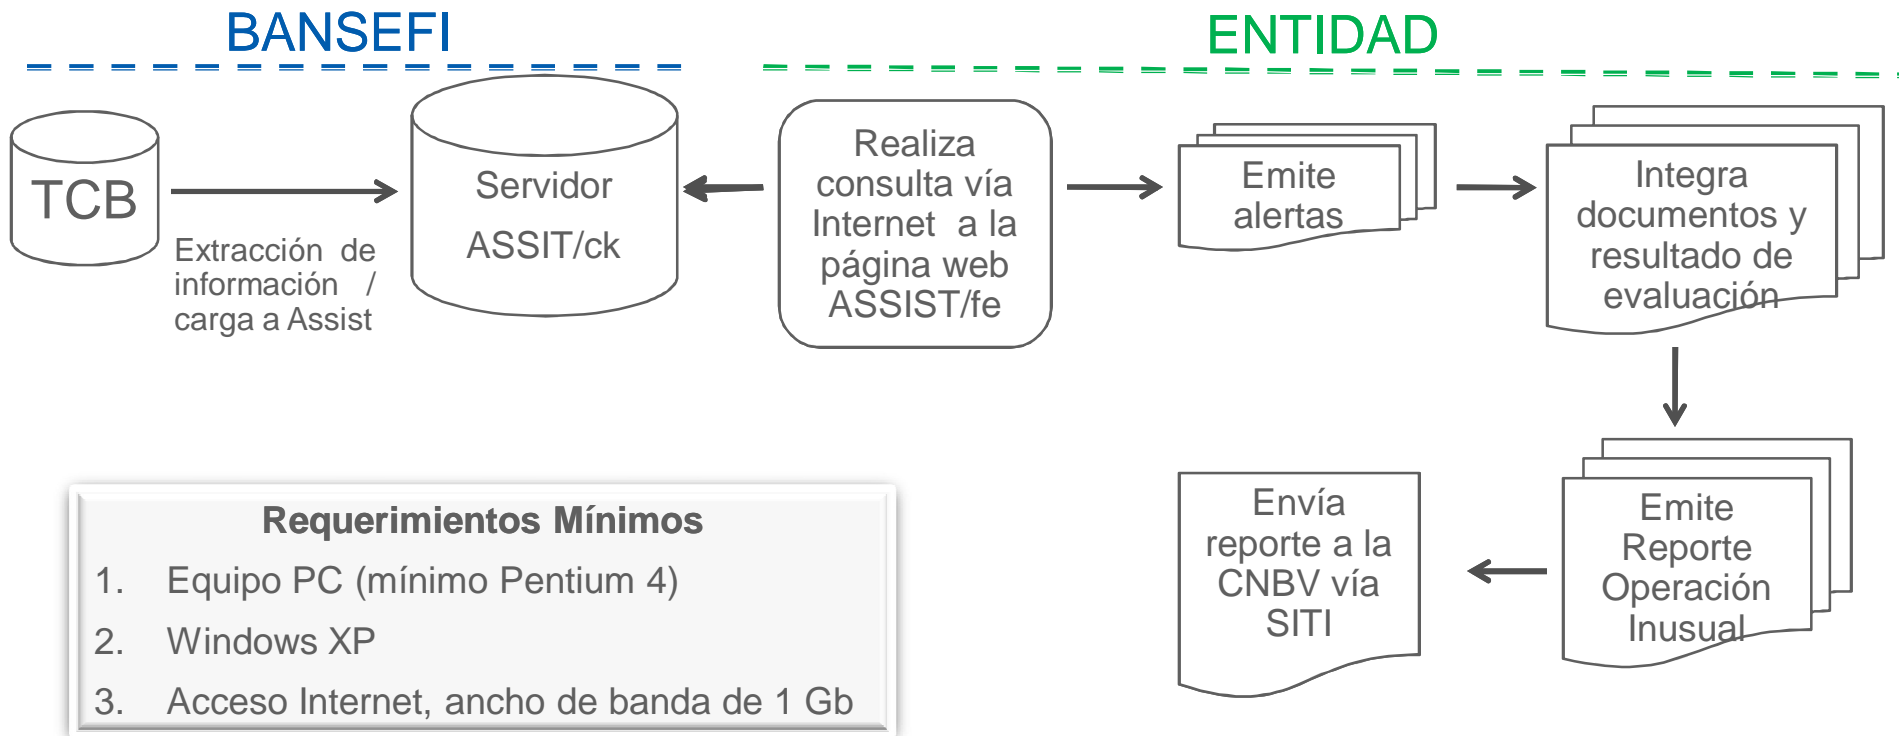 BANSEFI
ENTIDAD
TCB
Extracción de
información /
carga a Assist
Servidor
ASSIT/ck
Realiza
consulta vía
Internet a la
página web
ASSIST/fe
Emite
alertas
Integra
documentos y
resultado de
evaluación
Emite
Reporte
Operación
Inusual
Envía
reporte a la
CNBV vía
SITI
Requerimientos Mínimos
1. Equipo PC (mínimo Pentium 4)
2. Windows XP
3. Acceso Internet, ancho de banda de 1 Gb